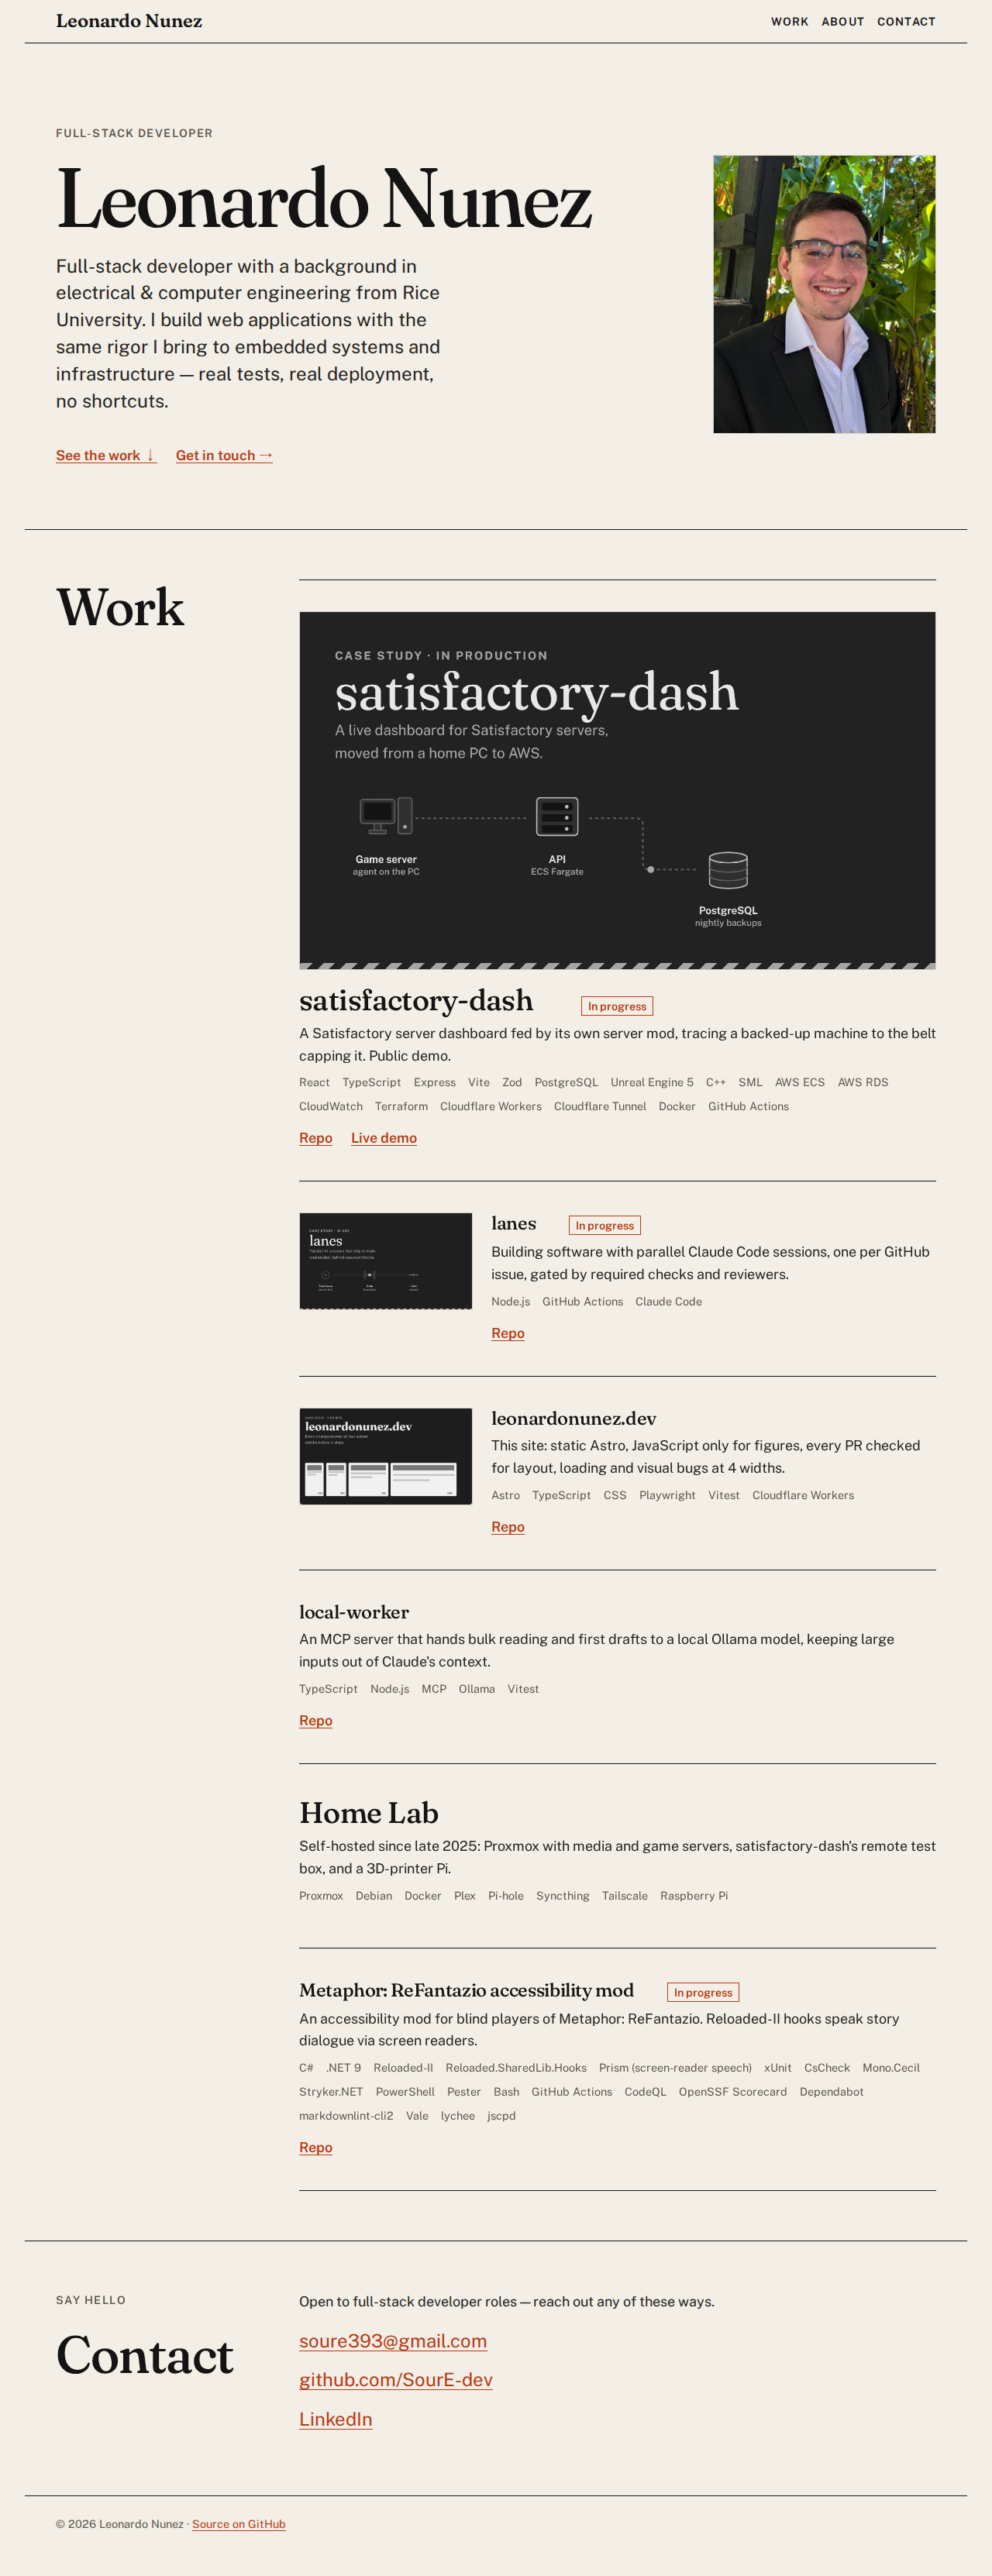 Leonardo Nunez
WORK ABOUT CONTACT
FULL-STACK DEVELOPER
Leonardo Nunez
Full-stack developer with a background in
electrical & computer engineering from Rice
University. I build web applications with the
same rigor I bring to embedded systems and
infrastructure — real tests, real deployment,
no shortcuts.
See the work ↓ Get in touch →
Work
CASE STUDY · IN PRODUCTION
satisfactory-dash
A live dashboard for Satisfactory servers,
moved from a home PC to AWS.
Game server
agent on the PC
API
ECS Fargate
PostgreSQL
nightly backups
satisfactory-dash In progress
A Satisfactory server dashboard fed by its own server mod, tracing a backed-up machine to the belt
capping it. Public demo.
React TypeScript Express Vite Zod PostgreSQL Unreal Engine 5 C++ SML AWS ECS AWS RDS
CloudWatch Terraform Cloudflare Workers Cloudflare Tunnel Docker GitHub Actions
Repo Live demo
lanes
lanes In progress
Building software with parallel Claude Code sessions, one per GitHub
issue, gated by required checks and reviewers.
Node.js GitHub Actions Claude Code
Repo
leonardonunez.dev
leonardonunez.dev
This site: static Astro, JavaScript only for figures, every PR checked
for layout, loading and visual bugs at 4 widths.
Astro TypeScript CSS Playwright Vitest Cloudflare Workers
Repo
local-worker
An MCP server that hands bulk reading and first drafts to a local Ollama model, keeping large
inputs out of Claude's context.
TypeScript Node.js MCP Ollama Vitest
Repo
Home Lab
Self-hosted since late 2025: Proxmox with media and game servers, satisfactory-dash's remote test
box, and a 3D-printer Pi.
Proxmox Debian Docker Plex Pi-hole Syncthing Tailscale Raspberry Pi
Metaphor: ReFantazio accessibility mod In progress
An accessibility mod for blind players of Metaphor: ReFantazio. Reloaded-II hooks speak story
dialogue via screen readers.
C# .NET 9 Reloaded-II Reloaded.SharedLib.Hooks Prism (screen-reader speech) xUnit CsCheck Mono.Cecil
Stryker.NET PowerShell Pester Bash GitHub Actions CodeQL OpenSSF Scorecard Dependabot
markdownlint-cli2 Vale lychee jscpd
Repo
SAY HELLO
Contact
Open to full-stack developer roles — reach out any of these ways.
soure393@gmail.com
github.com/SourE-dev
LinkedIn
© 2026 Leonardo Nunez · Source on GitHub